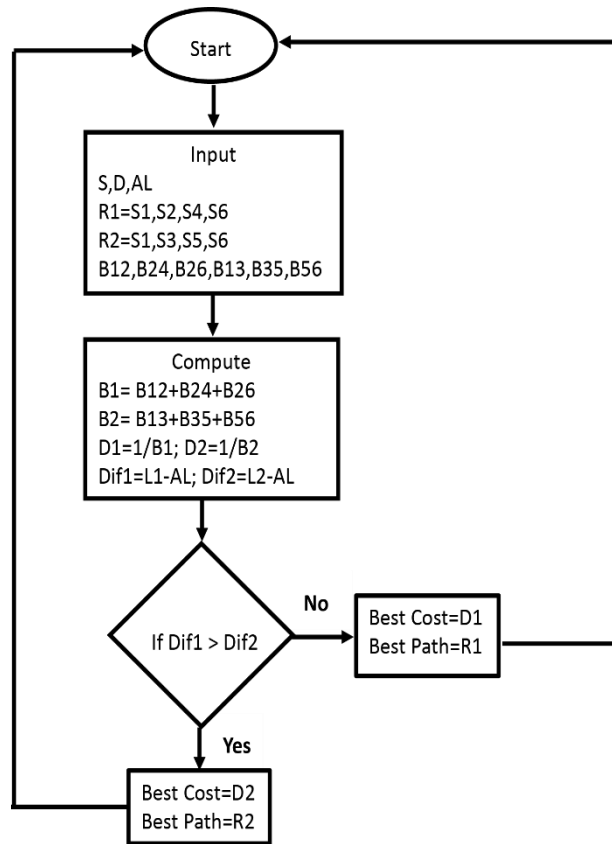 Start
Input
S,D,AL
R1=S1,S2,S4,S6
R2=S1,S3,S5,S6
B12,B24,B26,B13,B35,B56
Compute
B1= B12+B24+B26
B2= B13+B35+B56
D1=1/B1; D2=1/B2
Dif1=L1-AL; Dif2=L2-AL
If Dif1 > Dif2
No
Best Cost=D1
Best Path=R1
Yes
Best Cost=D2
Best Path=R2